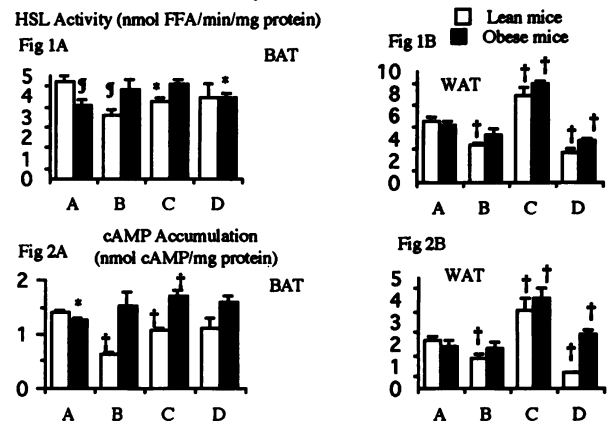 HSL Activity (nmol FFA/min/mg protein)
Lean mice
Obese mice
Fig 1A
BAT
5
4
3
2
1
0
¶ ¶ * *
A B C D
Fig 1B
WAT
10
8
6
4
2
0
† † † † †
A B C D
cAMP Accumulation
(nmol cAMP/mg protein)
Fig 2A
BAT
2
1
0
* † † †
A B C D
Fig 2B
WAT
5
4
3
2
1
0
† † † † †
A B C D